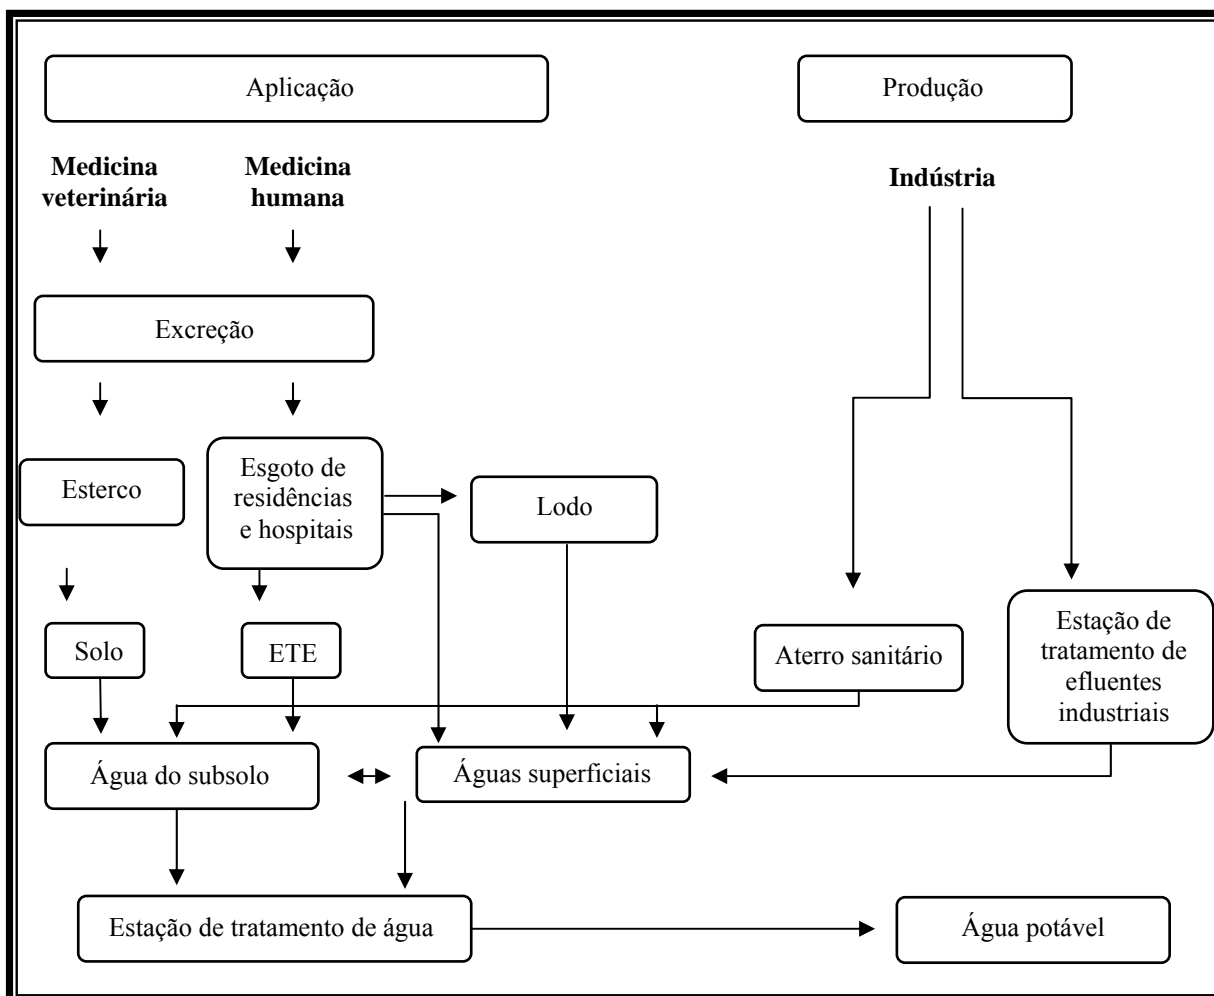 Aplicação
Produção
Medicina
veterinária
Medicina
humana
Indústria
Excreção
Esterco
Esgoto de
residências
e hospitais
Lodo
Solo
ETE
Aterro sanitário
Estação de
tratamento de
efluentes
industriais
Água do subsolo
Águas superficiais
Estação de tratamento de água
Água potável